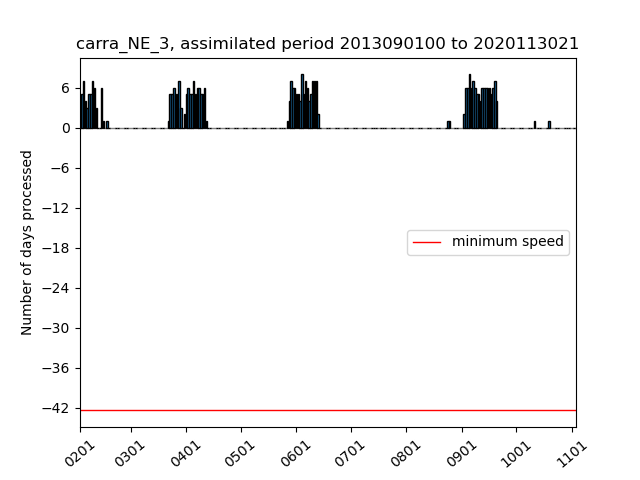 carra_NE_3, assimilated period 2013090100 to 2020113021
6
0
−6
−12
−18
−24
−30
−36
−42
Number of days processed
minimum speed
0201 0301 0401 0501 0601 0701 0801 0901 1001 1101